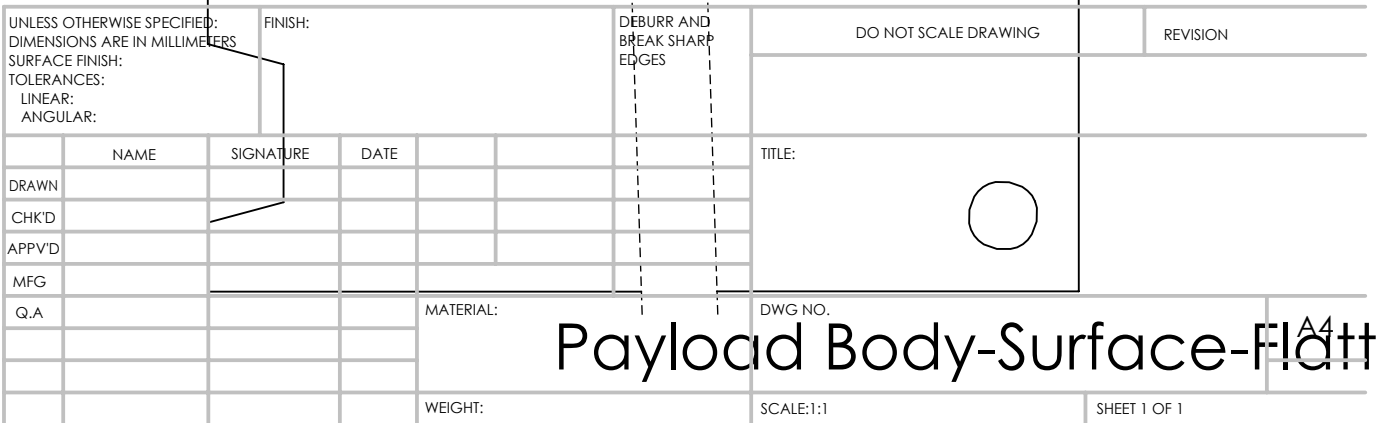 UNLESS OTHERWISE SPECIFIED:
DIMENSIONS ARE IN MILLIMETERS
SURFACE FINISH:
TOLERANCES:
LINEAR:
ANGULAR:
FINISH:
DEBURR AND
BREAK SHARP
EDGES
DO NOT SCALE DRAWING
REVISION
NAME
SIGNATURE
DATE
TITLE:
DRAWN
CHK'D
APPV'D
MFG
Q.A
MATERIAL:
DWG NO.
Payload Body-Surface-Flatt
A4
WEIGHT:
SCALE:1:1
SHEET 1 OF 1